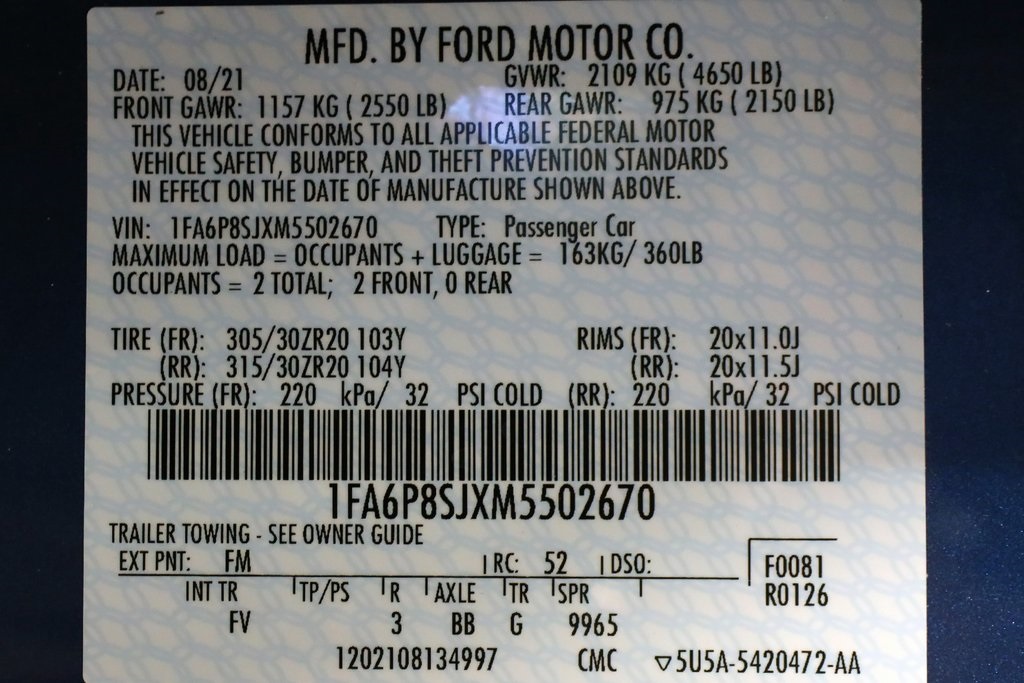 MFD. BY FORD MOTOR CO.
DATE: 08/21 GVWR: 2109 KG ( 4650 LB)
FRONT GAWR: 1157 KG ( 2550 LB) REAR GAWR: 975 KG ( 2150 LB)
THIS VEHICLE CONFORMS TO ALL APPLICABLE FEDERAL MOTOR
VEHICLE SAFETY, BUMPER, AND THEFT PREVENTION STANDARDS
IN EFFECT ON THE DATE OF MANUFACTURE SHOWN ABOVE.
VIN: 1FA6P8SJXM5502670 TYPE: Passenger Car
MAXIMUM LOAD = OCCUPANTS + LUGGAGE = 163KG/ 360LB
OCCUPANTS = 2 TOTAL; 2 FRONT, 0 REAR
TIRE (FR): 305/30ZR20 103Y RIMS (FR): 20x11.0J
(RR): 315/30ZR20 104Y (RR): 20x11.5J
PRESSURE (FR): 220 kPa/ 32 PSI COLD (RR): 220 kPa/ 32 PSI COLD
1FA6P8SJXM5502670
TRAILER TOWING - SEE OWNER GUIDE
EXT PNT: FM RC: 52 DSO: F0081
INT TR TP/PS R AXLE TR SPR R0126
FV 3 BB G 9965
1202108134997 CMC ▽5U5A-5420472-AA